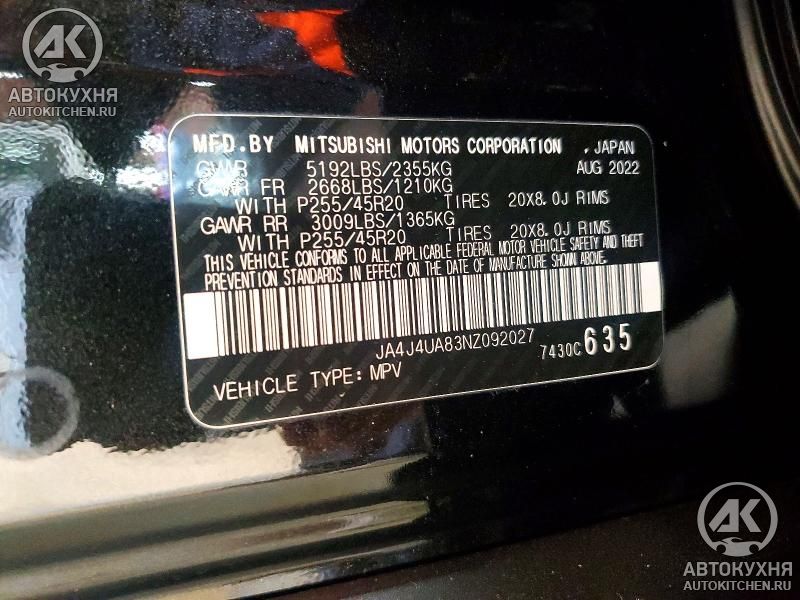 AK
АВТОКУХНЯ
AUTOKITCHEN.RU
MFD.BY MITSUBISHI MOTORS CORPORATION , JAPAN
GVWR 5192LBS/2355KG AUG 2022
GAWR FR 2668LBS/1210KG
WITH P255/45R20 TIRES 20X8.0J RIMS
GAWR RR 3009LBS/1365KG
WITH P255/45R20 TIRES 20X8.0J RIMS
THIS VEHICLE CONFORMS TO ALL APPLICABLE FEDERAL MOTOR VEHICLE SAFETY AND THEFT
PREVENTION STANDARDS IN EFFECT ON THE DATE OF MANUFACTURE SHOWN ABOVE.
JA4J4UA83NZ092027 7430C 635
VEHICLE TYPE: MPV
AK
АВТОКУХНЯ
AUTOKITCHEN.RU